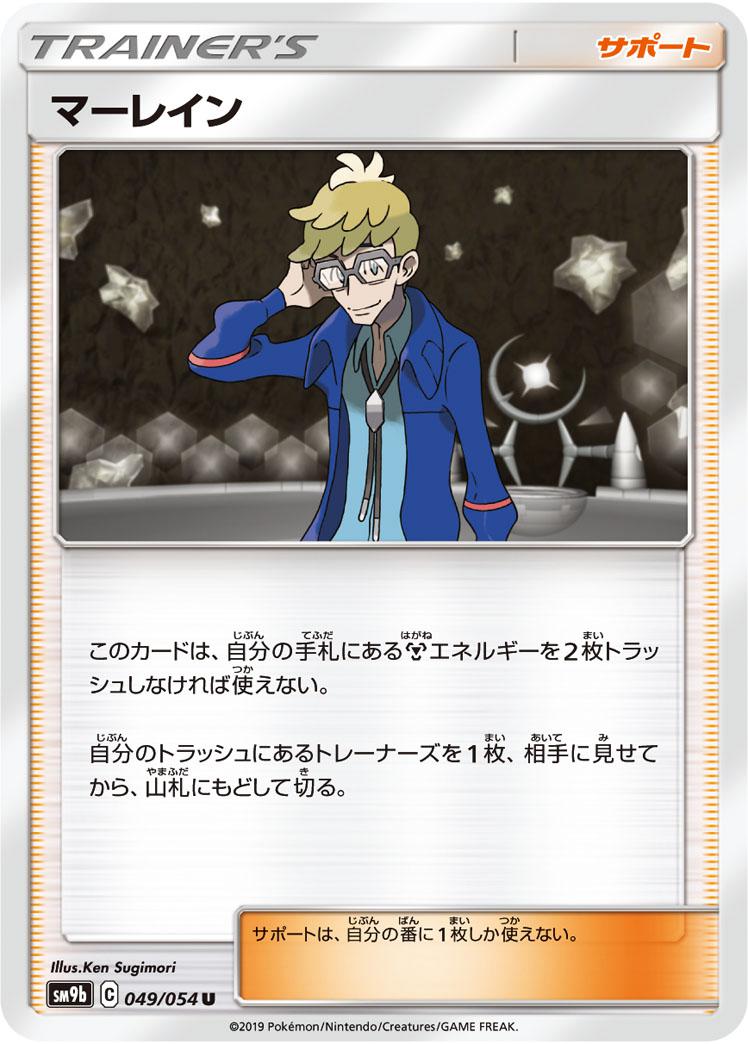 TRAINER'S
サポート
マーレイン
このカードは、自分の手札にあるエネルギーを2枚トラッ
シュしなければ使えない。
自分のトラッシュにあるトレーナーズを1枚、相手に見せて
から、山札にもどして切る。
サポートは、自分の番に1枚しか使えない。
Illus.Ken Sugimori
sm9b C 049/054 U
©2019 Pokémon/Nintendo/Creatures/GAME FREAK.